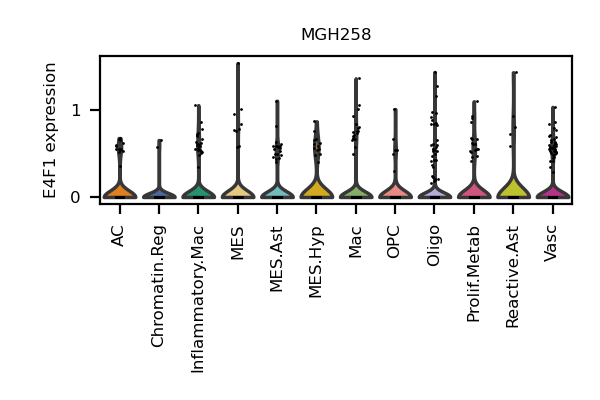 MGH258
E4F1 expression
1
0
AC
Chromatin.Reg
Inflammatory.Mac
MES
MES.Ast
MES.Hyp
Mac
OPC
Oligo
Prolif.Metab
Reactive.Ast
Vasc